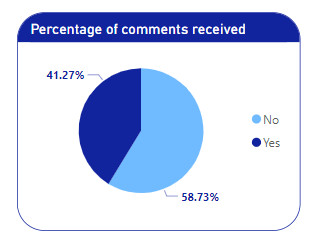 Percentage of comments received
41.27%
No
Yes
58.73%